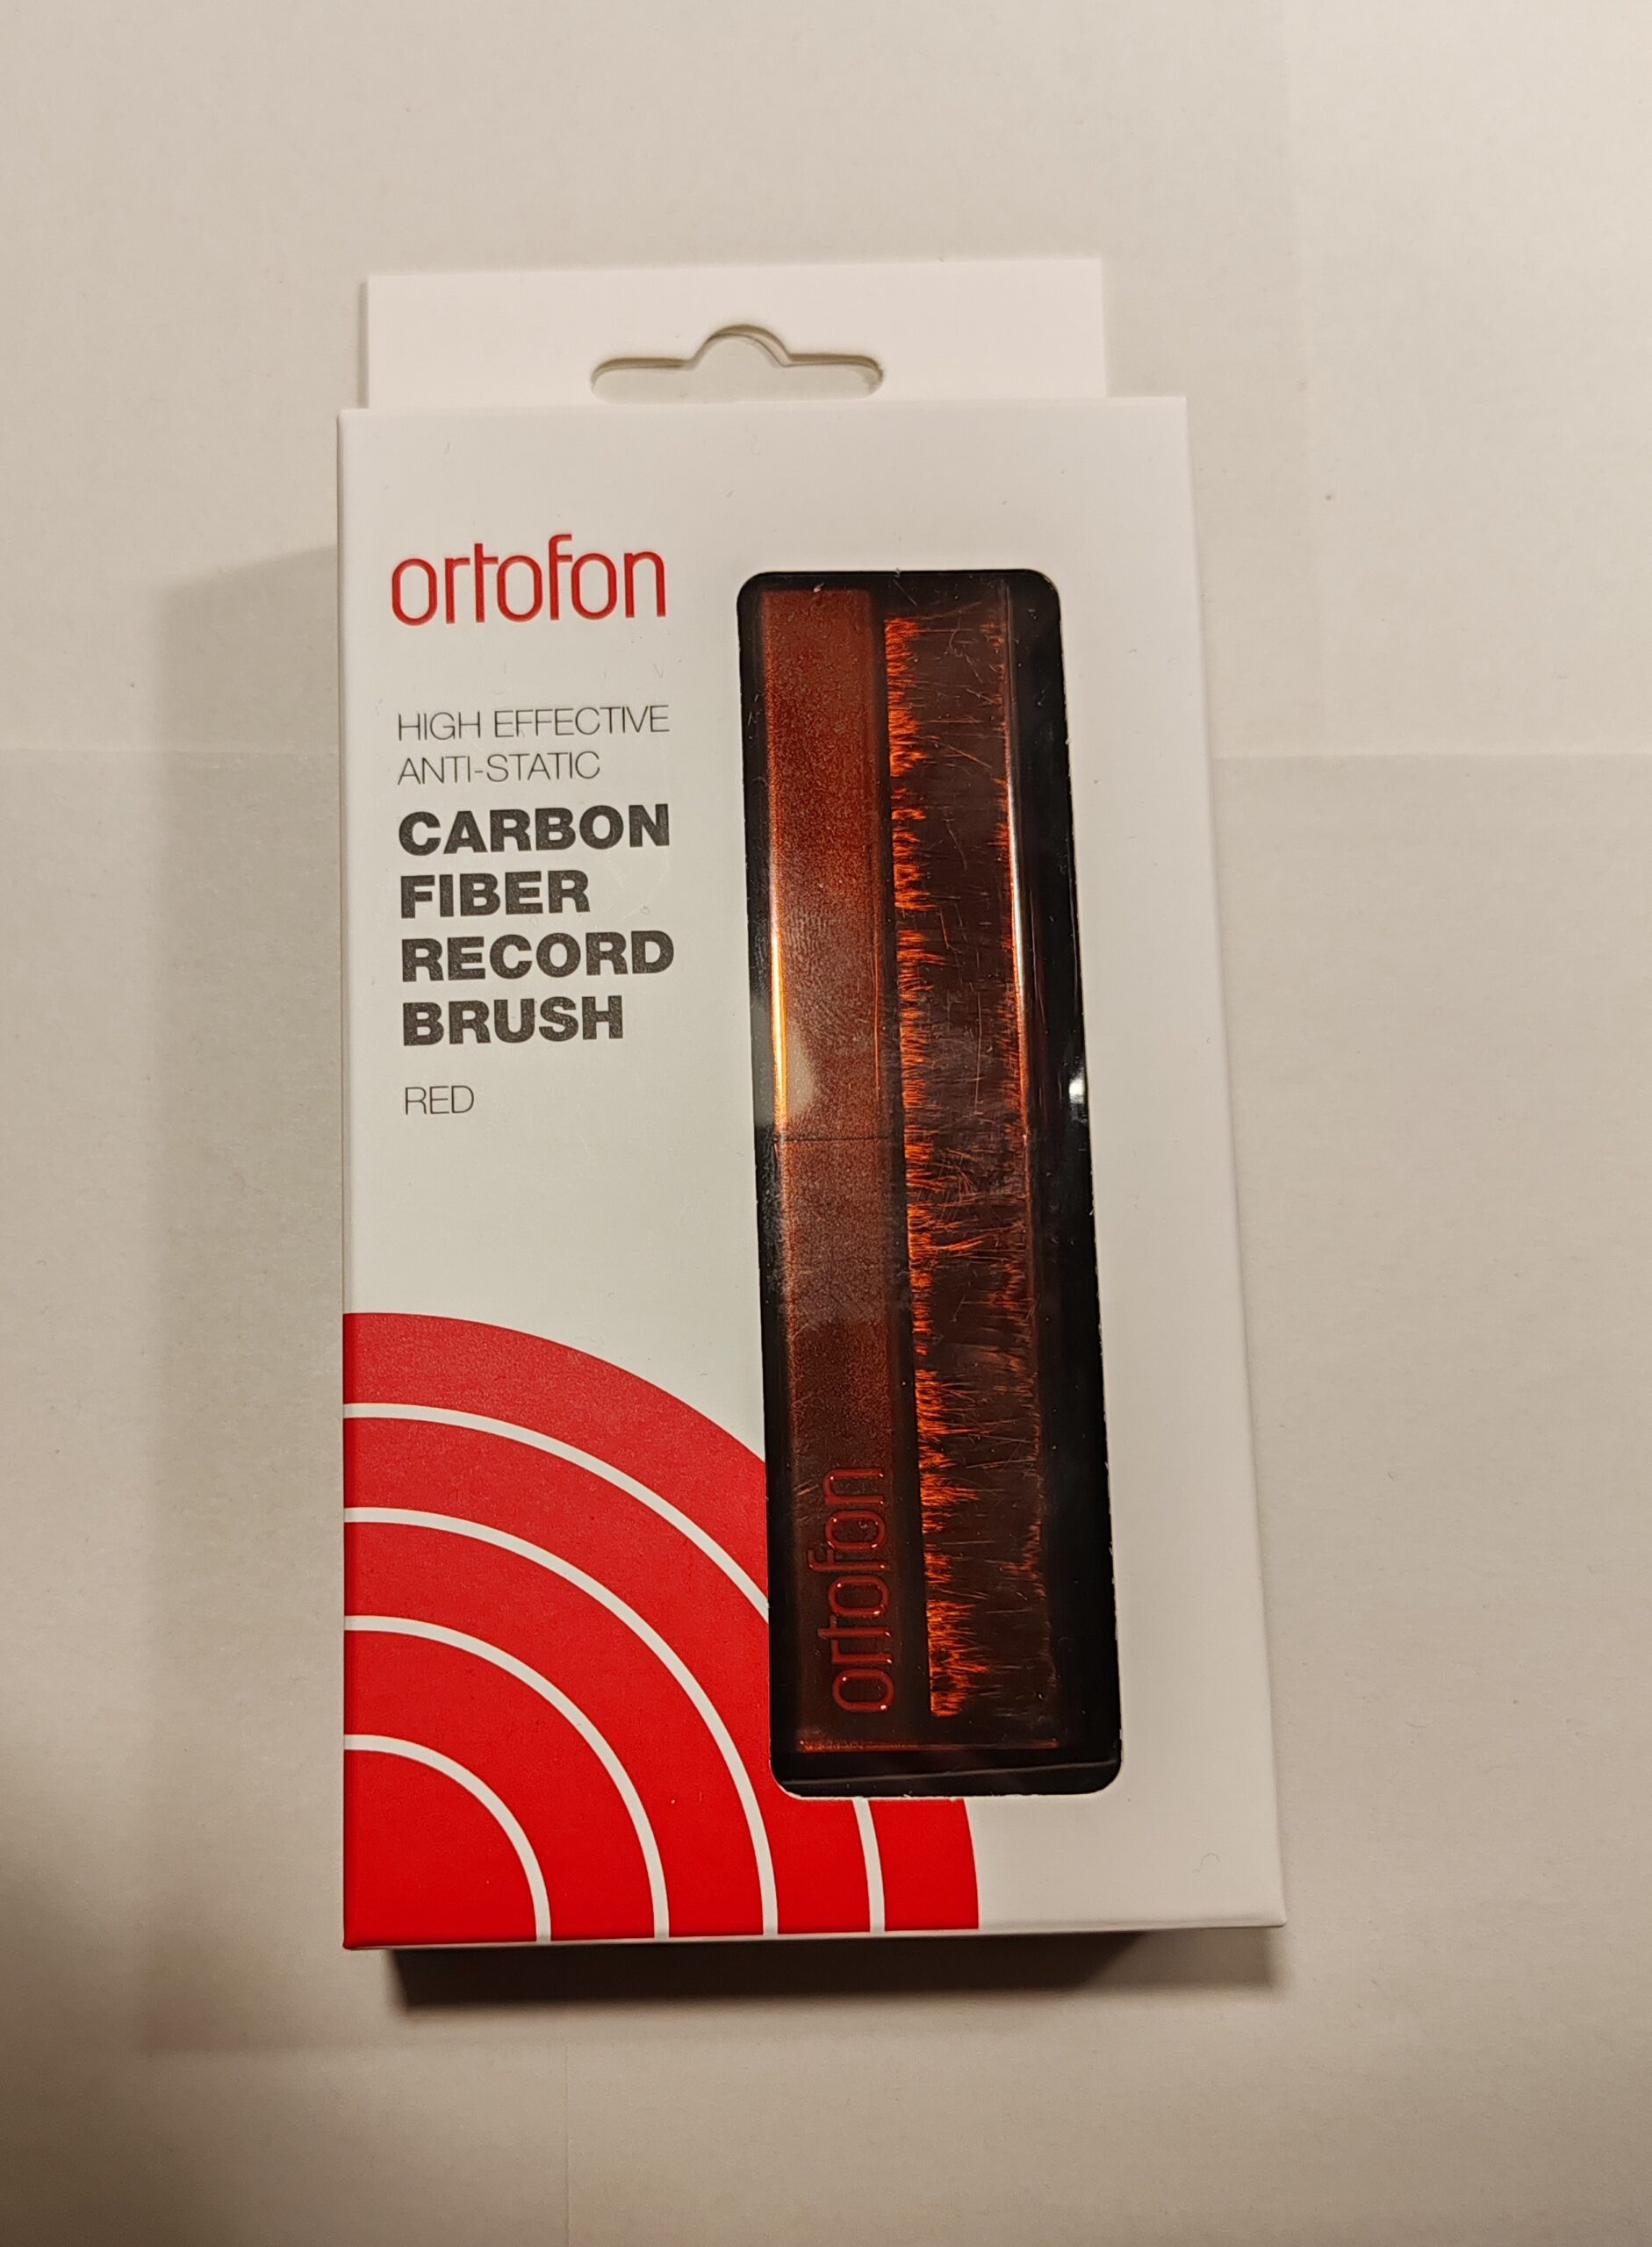 ortofon
HIGH EFFECTIVE
ANTI-STATIC
CARBON
FIBER
RECORD
BRUSH
RED
ortofon